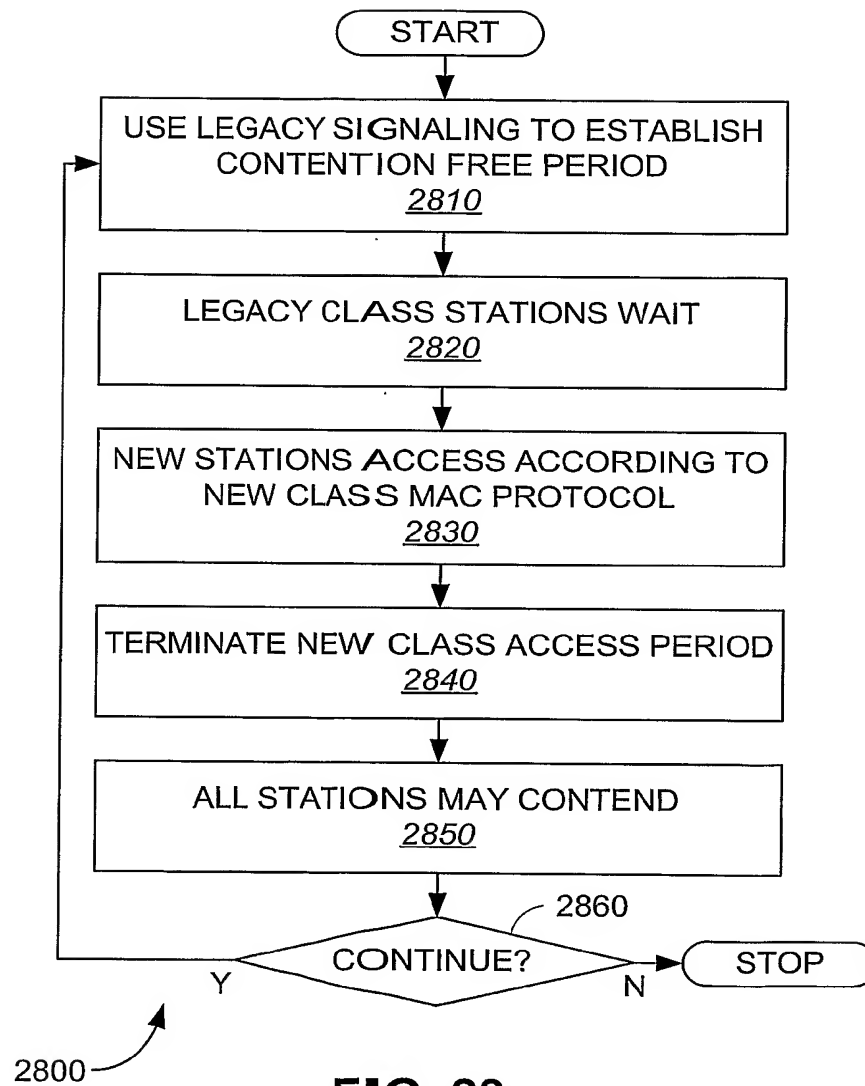 START
USE LEGACY SIGNALING TO ESTABLISH
CONTENTION FREE PERIOD
2810
LEGACY CLASS STATIONS WAIT
2820
NEW STATIONS ACCESS ACCORDING TO
NEW CLASS MAC PROTOCOL
2830
TERMINATE NEW CLASS ACCESS PERIOD
2840
ALL STATIONS MAY CONTEND
2850
2860
CONTINUE?
Y
N
STOP
2800